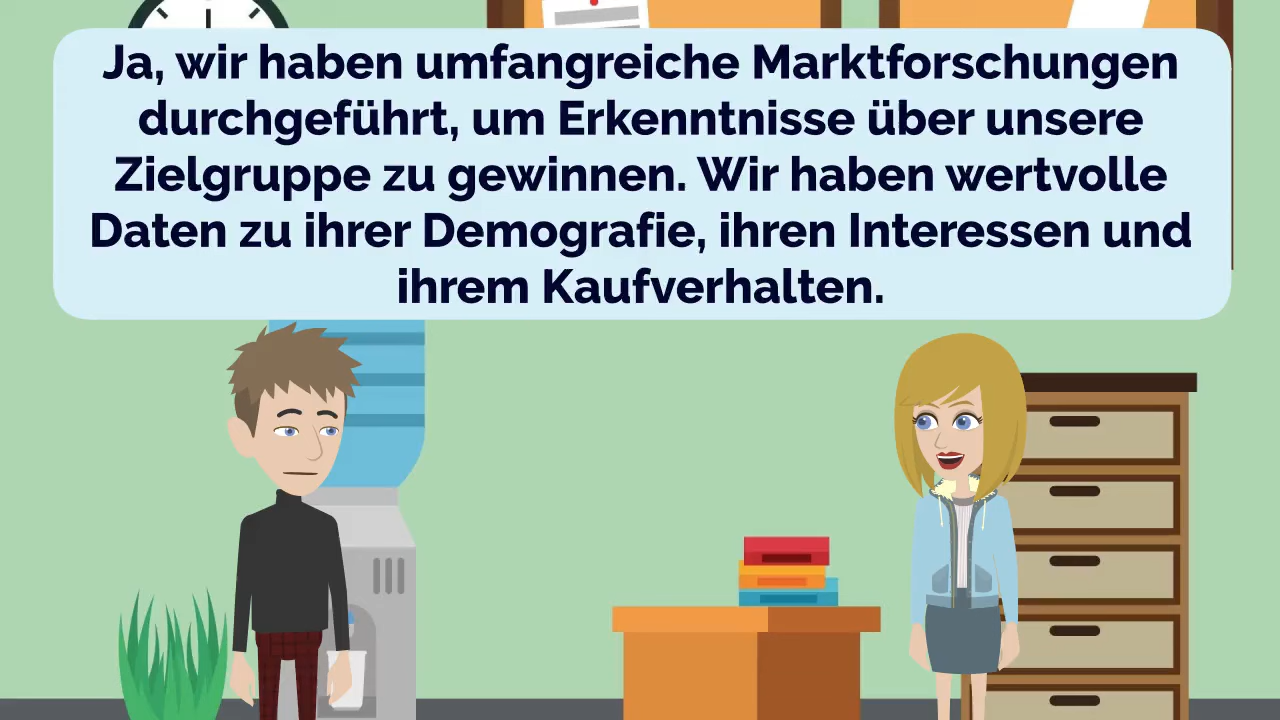 Ja, wir haben umfangreiche Marktforschungen
durchgeführt, um Erkenntnisse über unsere
Zielgruppe zu gewinnen. Wir haben wertvolle
Daten zu ihrer Demografie, ihren Interessen und
ihrem Kaufverhalten.